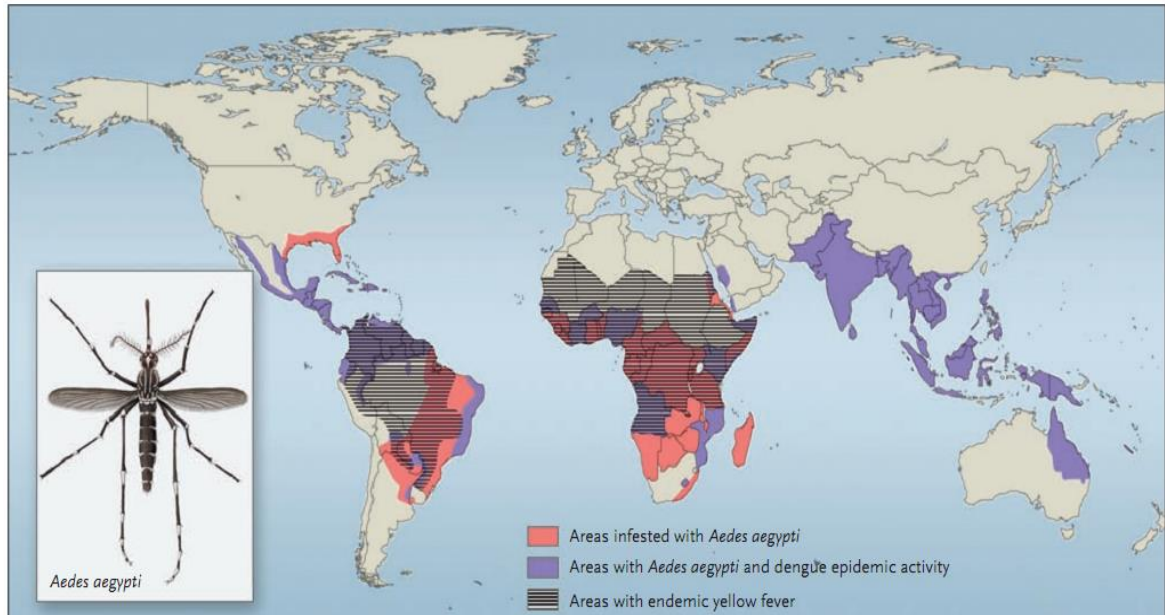 Aedes aegypti
Areas infested with Aedes aegypti
Areas with Aedes aegypti and dengue epidemic activity
Areas with endemic yellow fever